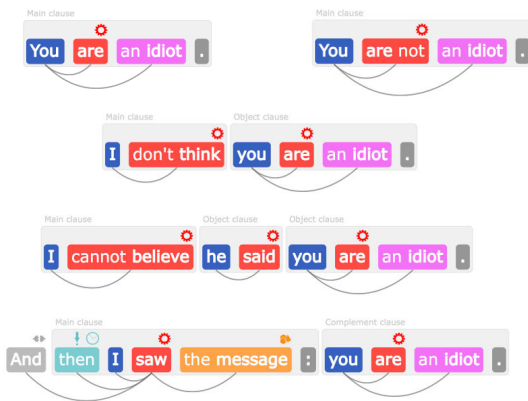 Main clause Main clause
You are an idiot . You are not an idiot .
Main clause Object clause
I don't think you are an idiot .
Main clause Object clause Object clause
I cannot believe he said you are an idiot .
Main clause Complement clause
And then I saw the message : you are an idiot .